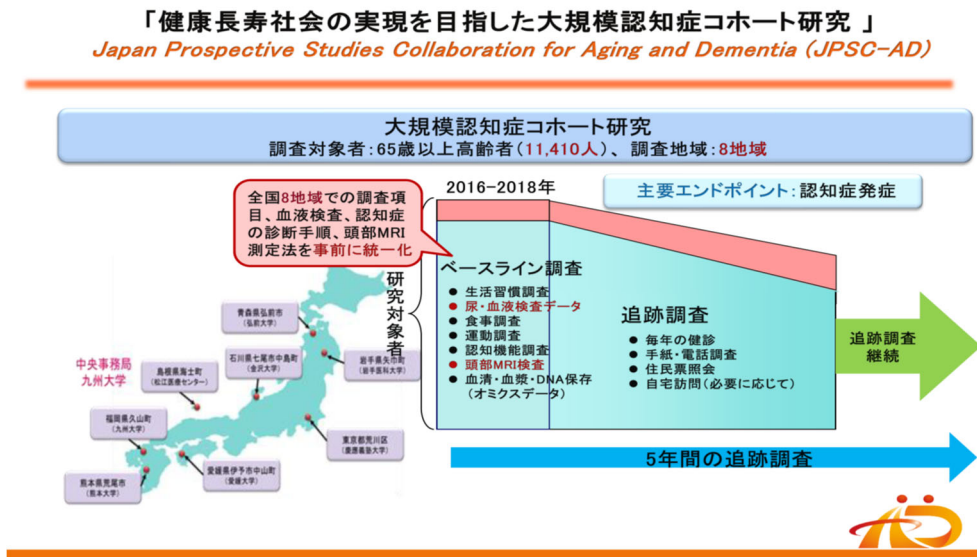 「健康長寿社会の実現を目指した大規模認知症コホート研究 」
Japan Prospective Studies Collaboration for Aging and Dementia (JPSC-AD)
大規模認知症コホート研究
調査対象者：65歳以上高齢者（11,410人）、調査地域：8地域
全国8地域での調査項
目、血液検査、認知症
の診断手順、頭部MRI
測定法を事前に統一化
2016-2018年
主要エンドポイント：認知症発症
研究対象者
ベースライン調査
● 生活習慣調査
● 尿・血液検査データ
● 食事調査
● 運動調査
● 認知機能調査
● 頭部MRI検査
● 血清・血漿・DNA保存
（オミクスデータ）
追跡調査
● 毎年の健診
● 手紙・電話調査
● 住民票照会
● 自宅訪問（必要に応じて）
追跡調査
継続
5年間の追跡調査
中央事務局
九州大学
青森県弘前市
（弘前大学）
石川県七尾市中島町
（金沢大学）
岩手県矢巾町
（岩手医科大学）
島根県海士町
（松江医療センター）
福岡県久山町
（九州大学）
東京都荒川区
（慶應義塾大学）
愛媛県伊予市中山町
（愛媛大学）
熊本県荒尾市
（熊本大学）